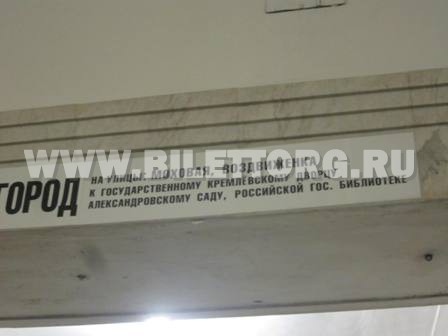 WWW.BILETTORG.RU
ГОРОД
НА УЛИЦЫ: МОХОВАЯ, ВОЗДВИЖЕНКА,
К ГОСУДАРСТВЕННОМУ КРЕМЛЁВСКОМУ ДВОРЦУ
АЛЕКСАНДРОВСКОМУ САДУ, РОССИЙСКОЙ ГОС. БИБЛИОТЕКЕ